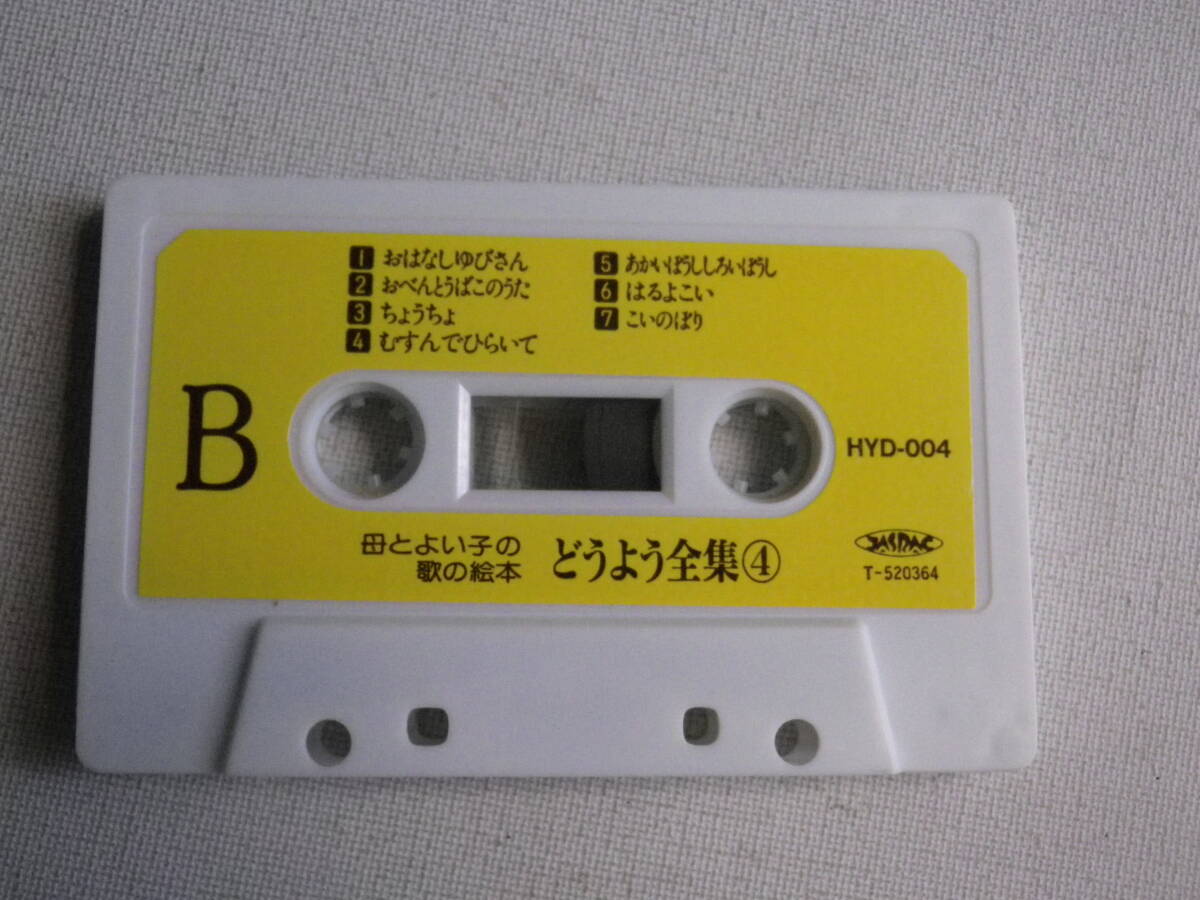 1 おはなしゆびさん
2 おべんとうばこのうた
3 ちょうちょ
4 むすんでひらいて
5 あかいぼうししろいぼうし
6 はるよこい
7 こいのぼり
B
HYD-004
母とよい子の
歌の絵本
どうよう全集④
JASRAC
T-520364